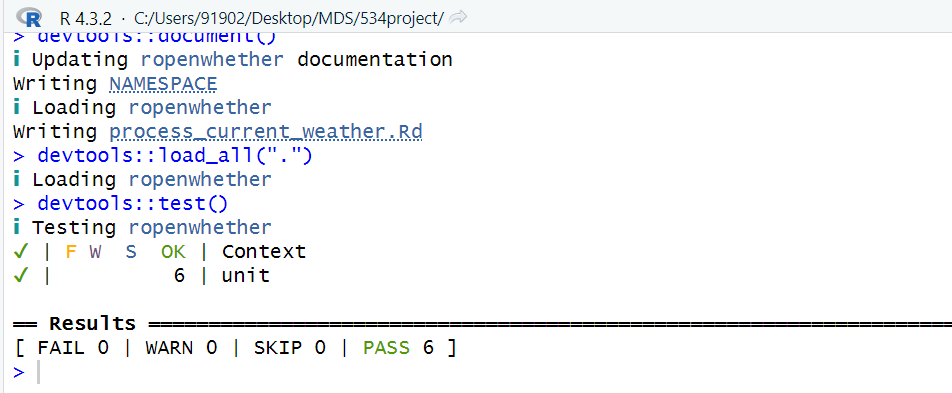 R 4.3.2 · C:/Users/91902/Desktop/MDS/534project/
> devtools::document()
ℹ Updating ropenwhether documentation
Writing NAMESPACE
ℹ Loading ropenwhether
Writing process_current_weather.Rd
> devtools::load_all(".")
ℹ Loading ropenwhether
> devtools::test()
ℹ Testing ropenwhether
✔ | F W  S  OK | Context
✔ |          6 | unit
══ Results ═════════════════════════════════════════════
[ FAIL 0 | WARN 0 | SKIP 0 | PASS 6 ]
>